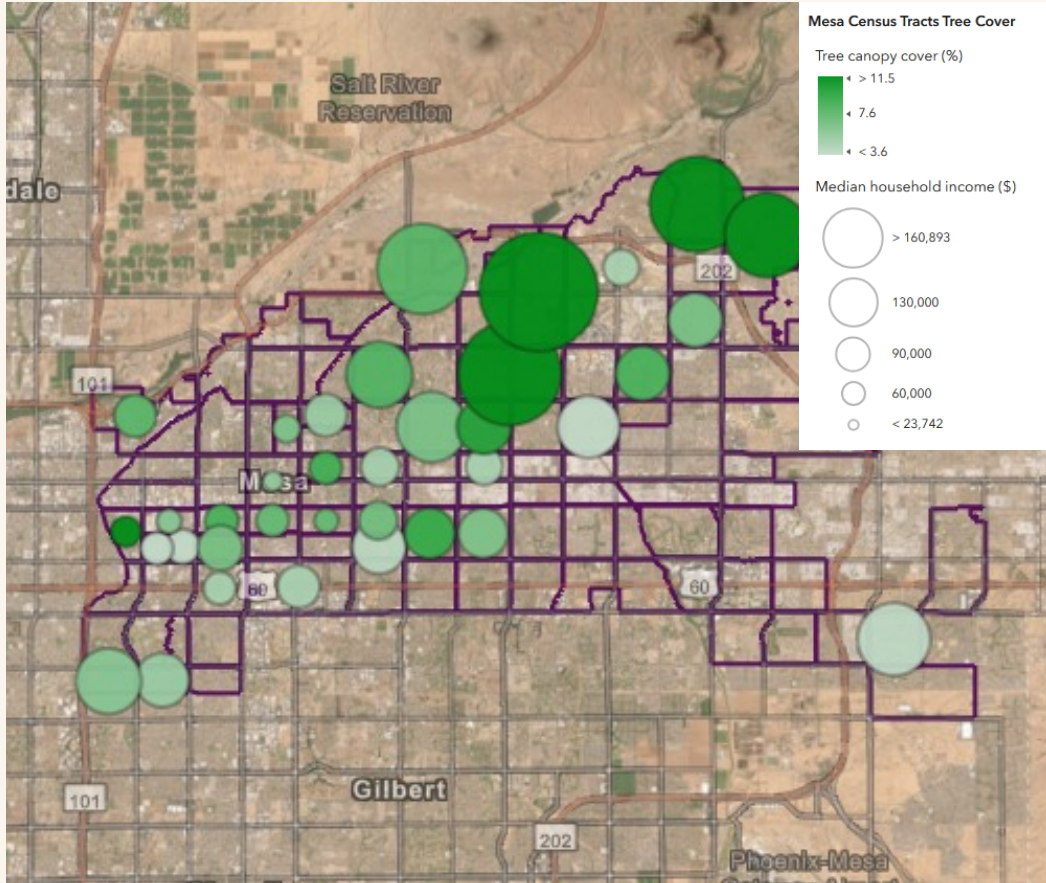 Mesa Census Tracts Tree Cover
Tree canopy cover (%)
> 11.5
7.6
< 3.6
Median household income ($)
> 160,893
130,000
90,000
60,000
< 23,742
Salt River
Reservation
dale
202
101
Mesa
60
60
Gilbert
101
202
Phoenix-Mesa